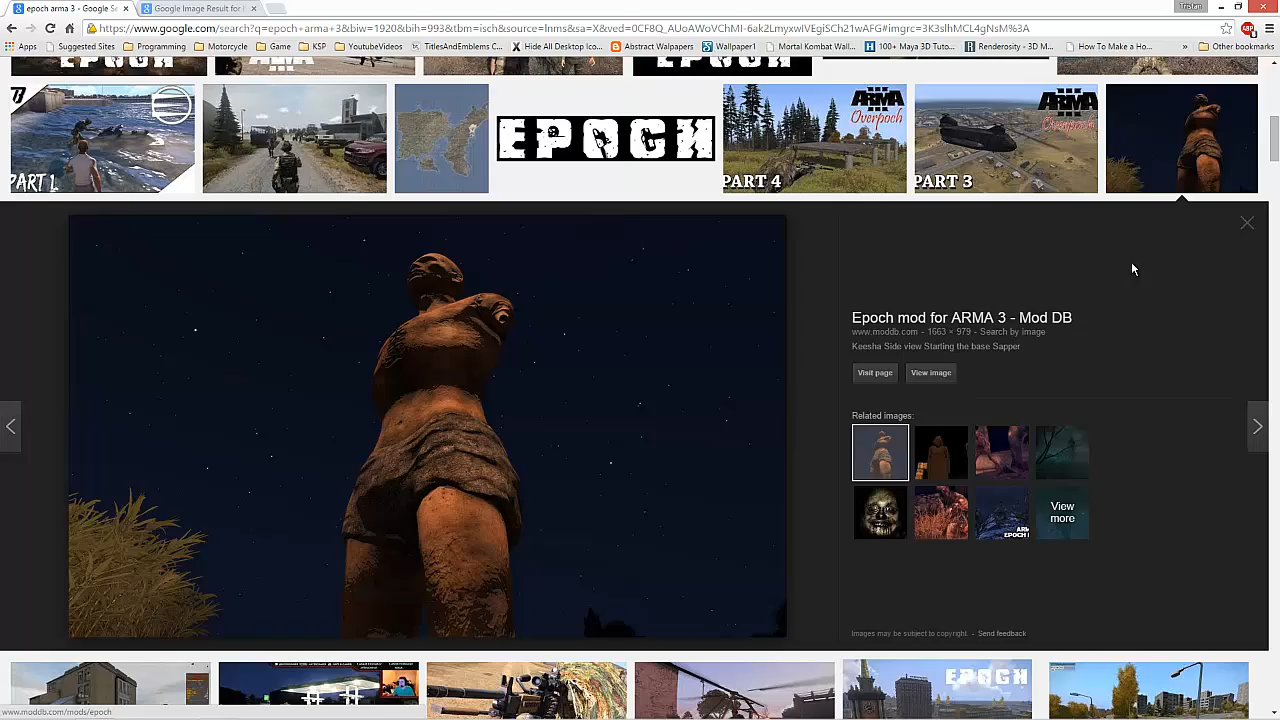 epoch arma 3 - Google Se
Google Image Result for
Tristan
https://www.google.com/search?q=epoch+arma+3&biw=1920&bih=993&tbm=isch&source=lnms&sa=X&ved=0CF8Q_AUoAWoVChMI-6ak2LmyxwIVEgiSCh21wAFG#imgrc=3K3slhMCL4gNsM%3A
Apps
Suggested Sites
Programming
Motorcycle
Game
KSP
YoutubeVideos
TitlesAndEmblems C...
Hide All Desktop Ico...
Abstract Wallpapers
Wallpaper1
Mortal Kombat Wall...
100+ Maya 3D Tuto...
Renderosity - 3D M...
How To Make a Ho...
»
Other bookmarks
EPOCH
PART 1
EPOCH
ARMA
Overpoch
PART 4
ARMA
Overpoch
PART 3
Epoch mod for ARMA 3 - Mod DB
www.moddb.com - 1663 × 979 - Search by image
Keesha Side view Starting the base Sapper
Visit page
View image
Related images:
ARM
EPOCH
View more
Images may be subject to copyright. - Send feedback
EPOCH
www.moddb.com/mods/epoch